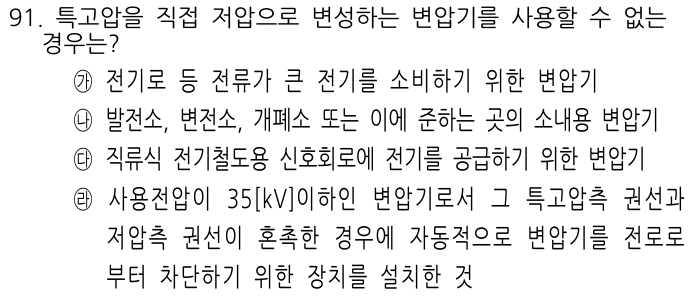 91. 특고압을 직접 저압으로 변성하는 변압기를 사용할 수 없는
경우는?
㉮ 전기로 등 전류가 큰 전기를 소비하기 위한 변압기
㉯ 발전소, 변전소, 개폐소 또는 이에 준하는 곳의 소내용 변압기
㉰ 직류식 전기철도용 신호회로에 전기를 공급하기 위한 변압기
㉱ 사용전압이 35[kV]이하인 변압기로서 그 특고압측 권선과
저압측 권선이 혼촉한 경우에 자동적으로 변압기를 전로로
부터 차단하기 위한 장치를 설치한 것